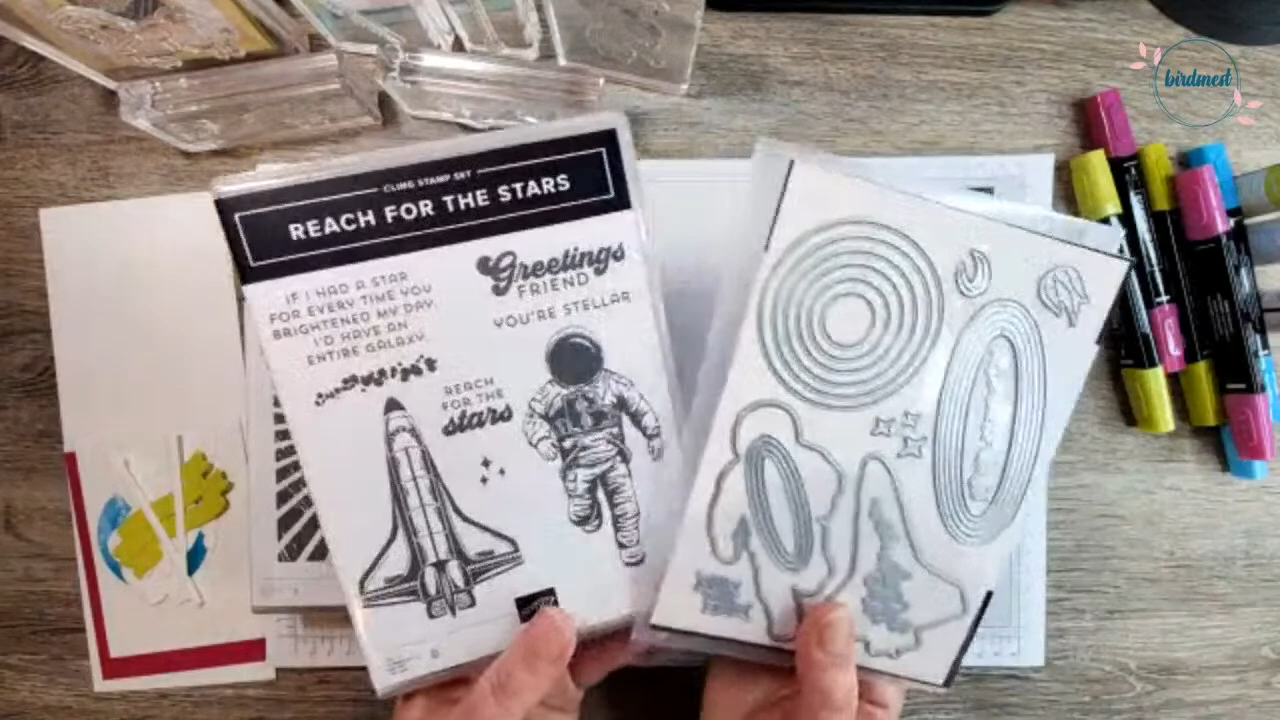 birdmest
CLING STAMP SET
REACH FOR THE STARS
Greetings
FRIEND
YOU'RE STELLAR
IF I HAD A STAR
FOR EVERY TIME YOU
BRIGHTENED MY DAY,
I'D HAVE AN
ENTIRE GALAXY.
REACH
FOR THE
stars